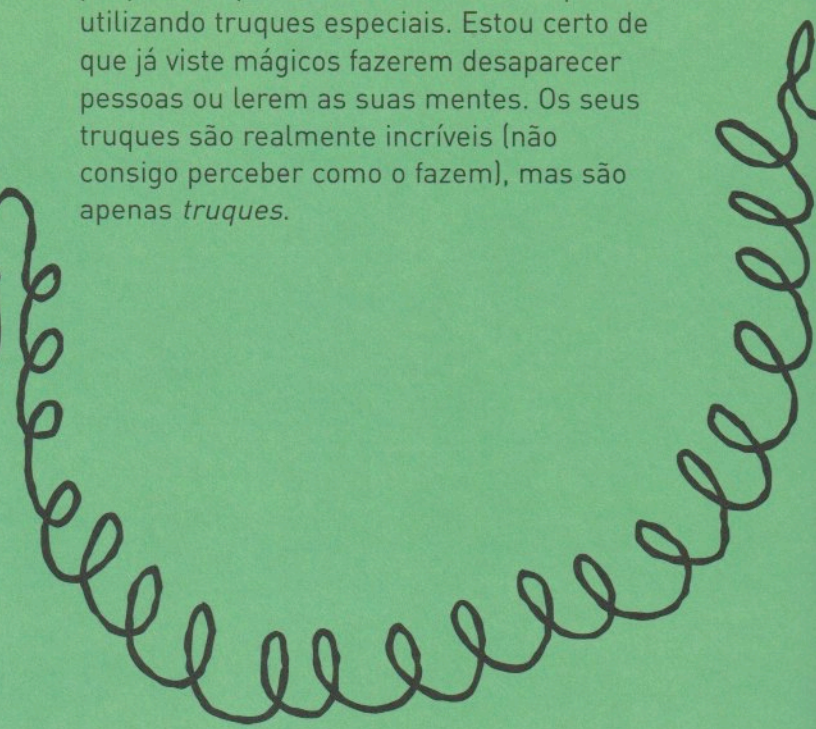 utilizando truques especiais. Estou certo de
que já viste mágicos fazerem desaparecer
pessoas ou lerem as suas mentes. Os seus
truques são realmente incríveis (não
consigo perceber como o fazem), mas são
apenas truques.